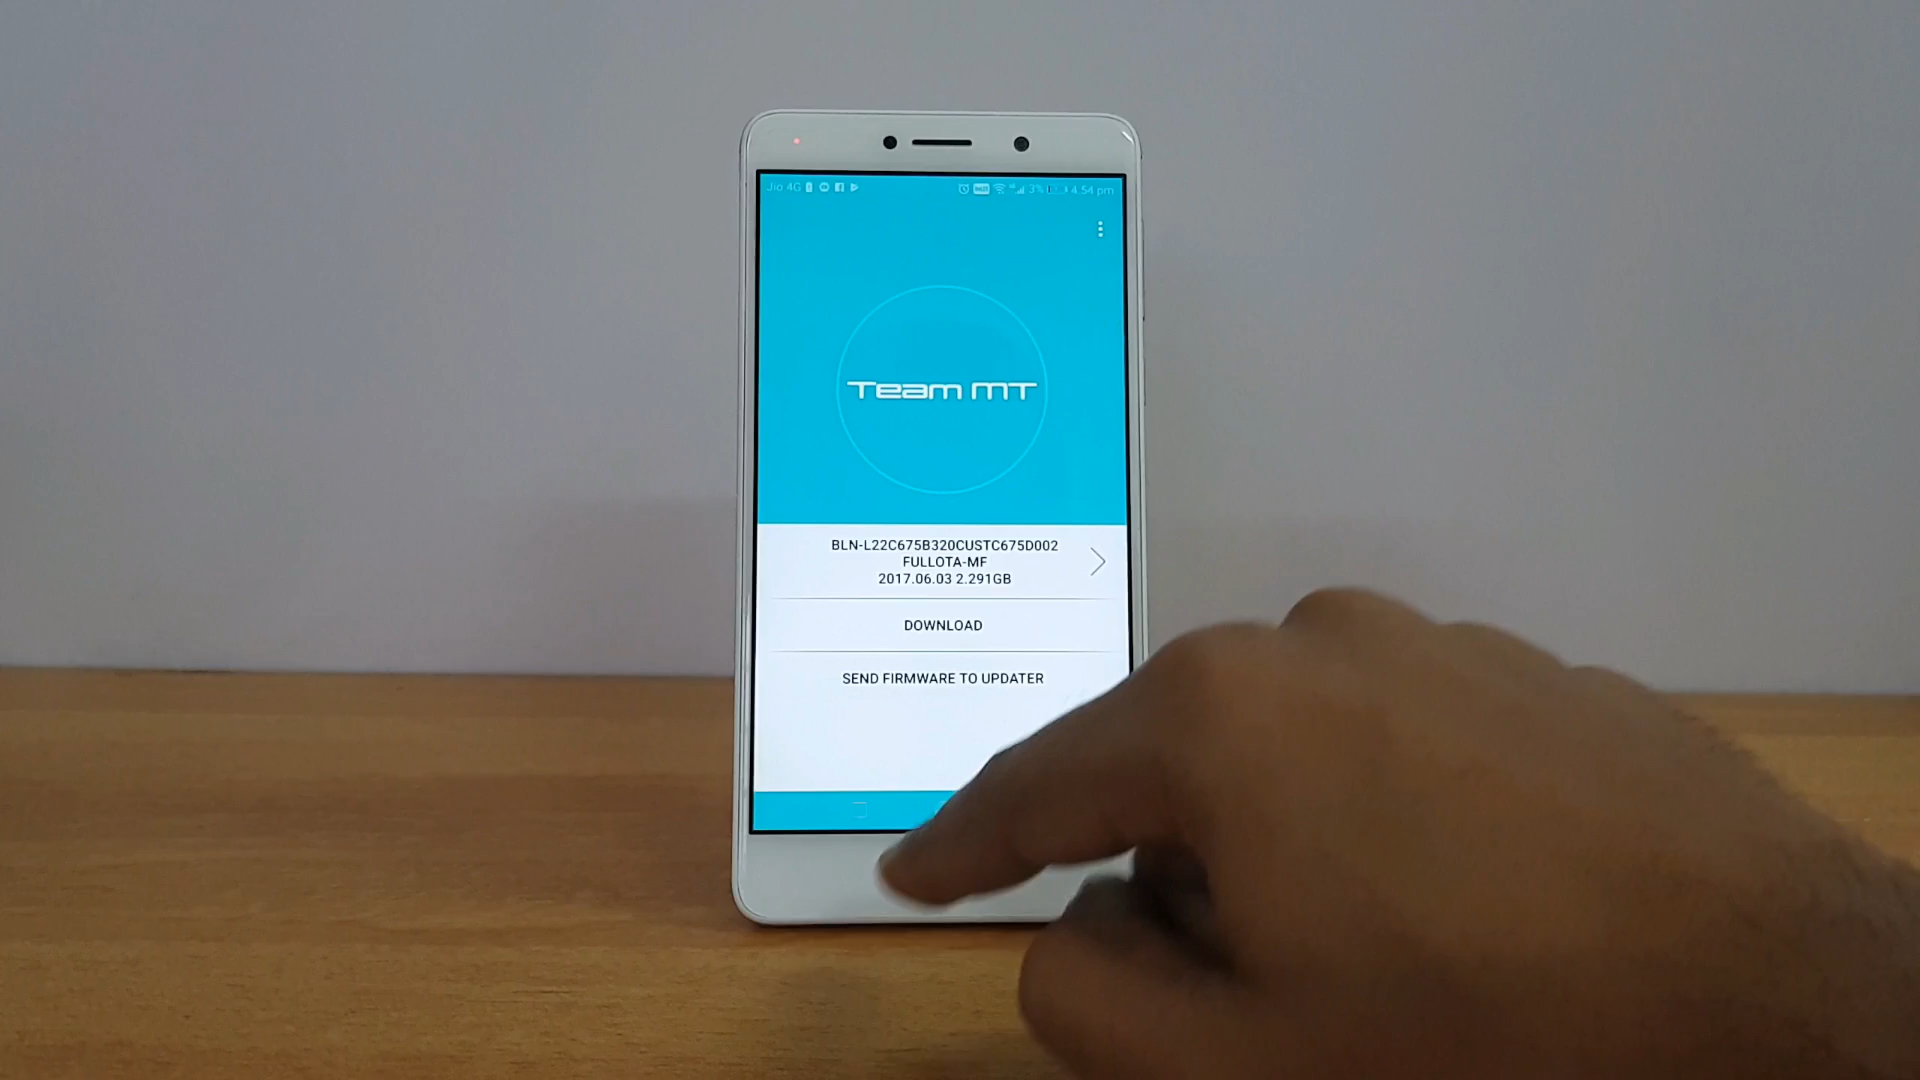 Jio 4G 3% 4:54 pm
Team MT
BLN-L22C675B320CUSTC675D002
FULLOTA-MF
2017.06.03 2.291GB
DOWNLOAD
SEND FIRMWARE TO UPDATER